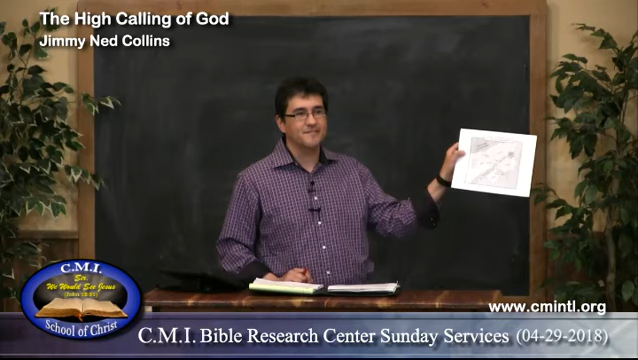 The High Calling of God
Jimmy Ned Collins
C.M.I.
Sir,
We Would See Jesus
(John 12:21)
School of Christ
www.cmintl.org
C.M.I. Bible Research Center Sunday Services (04-29-2018)